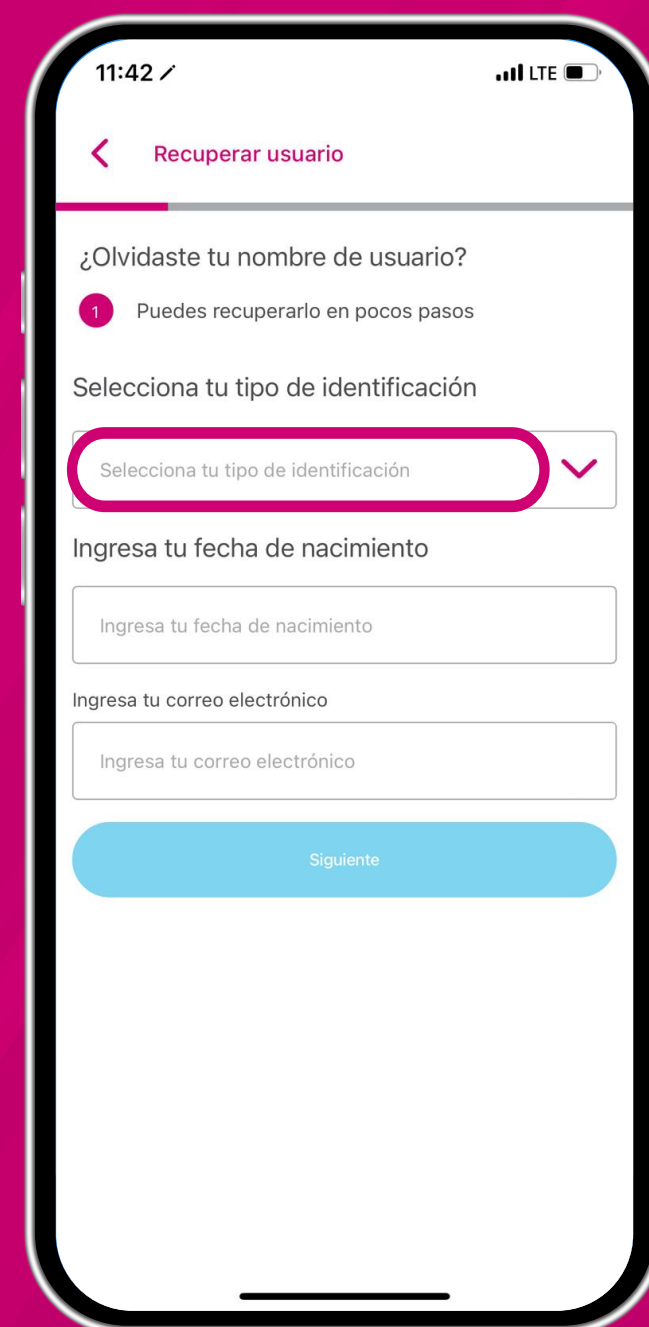 11:42
LTE
Recuperar usuario
¿Olvidaste tu nombre de usuario?
1 Puedes recuperarlo en pocos pasos
Selecciona tu tipo de identificación
Selecciona tu tipo de identificación
Ingresa tu fecha de nacimiento
Ingresa tu fecha de nacimiento
Ingresa tu correo electrónico
Ingresa tu correo electrónico
Siguiente